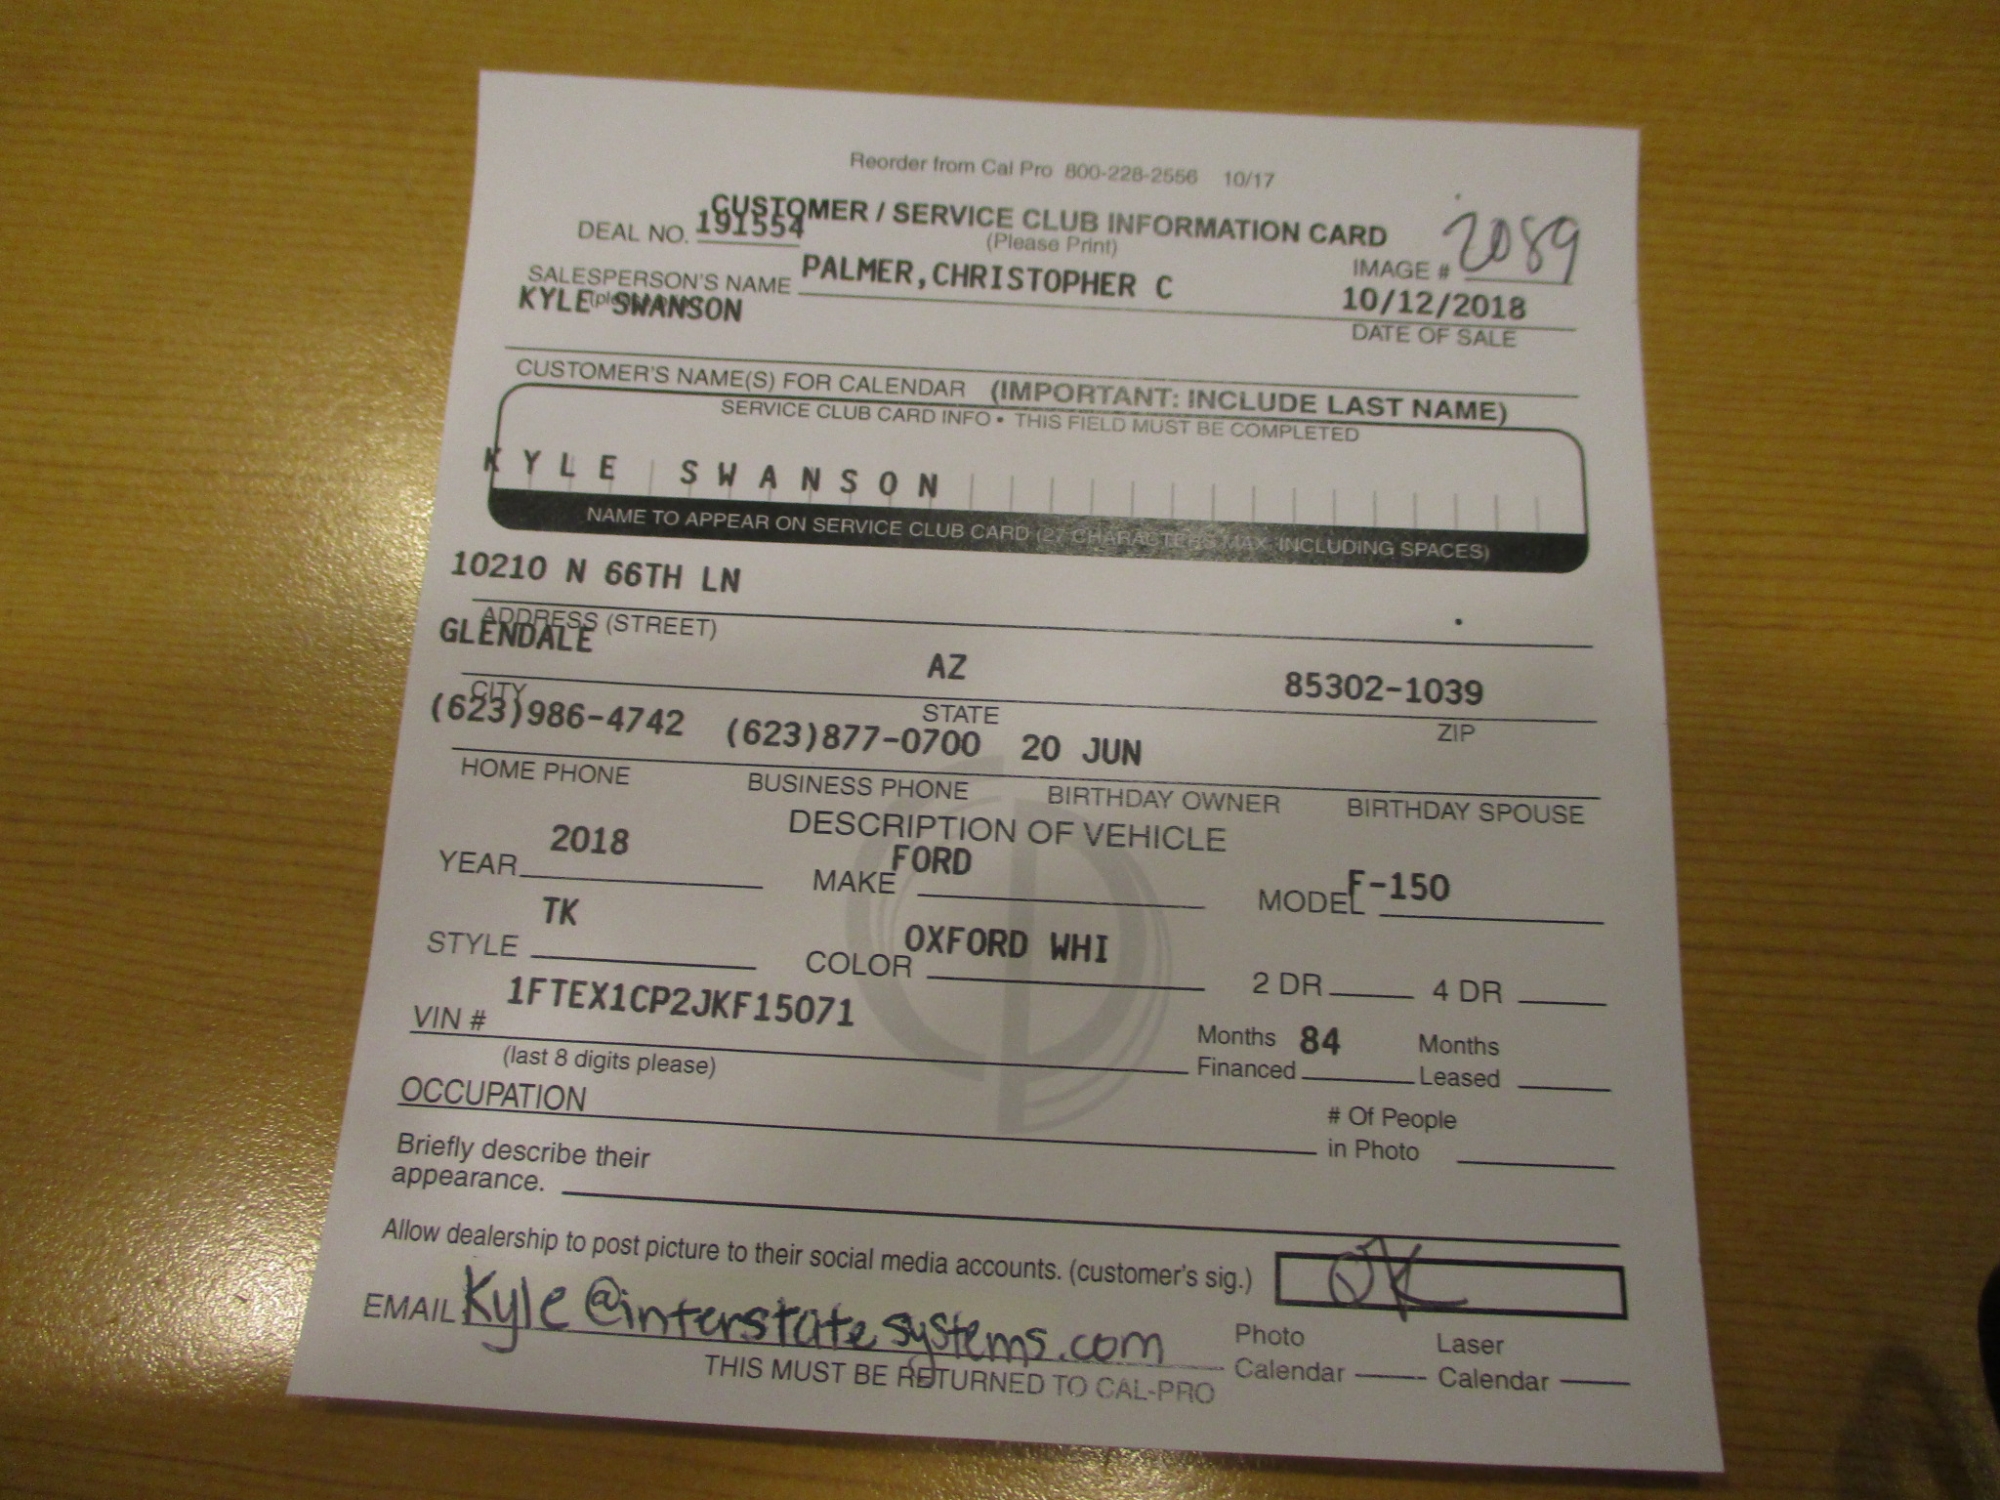 Reorder from Cal Pro 800-228-2556 10/17
CUSTOMER / SERVICE CLUB INFORMATION CARD
(Please Print)
DEAL NO. 191554
IMAGE # 2089
SALESPERSON'S NAME PALMER,CHRISTOPHER C
10/12/2018
KYLE SWANSON
DATE OF SALE
CUSTOMER'S NAME(S) FOR CALENDAR (IMPORTANT: INCLUDE LAST NAME)
SERVICE CLUB CARD INFO • THIS FIELD MUST BE COMPLETED
KYLE SWANSON
NAME TO APPEAR ON SERVICE CLUB CARD (27 CHARACTERS MAX INCLUDING SPACES)
10210 N 66TH LN
ADDRESS (STREET)
GLENDALE AZ 85302-1039
CITY STATE ZIP
(623)986-4742 (623)877-0700 20 JUN
HOME PHONE BUSINESS PHONE BIRTHDAY OWNER BIRTHDAY SPOUSE
DESCRIPTION OF VEHICLE
YEAR 2018 MAKE FORD MODEL F-150
STYLE TK COLOR OXFORD WHI 2 DR 4 DR
VIN # 1FTEX1CP2JKF15071
(last 8 digits please)
Months Financed 84 Months Leased
OCCUPATION
# Of People in Photo
Briefly describe their
appearance.
Allow dealership to post picture to their social media accounts. (customer's sig.) OK
EMAIL Kyle@interstatesystems.com
Photo Calendar Laser Calendar
THIS MUST BE RETURNED TO CAL-PRO